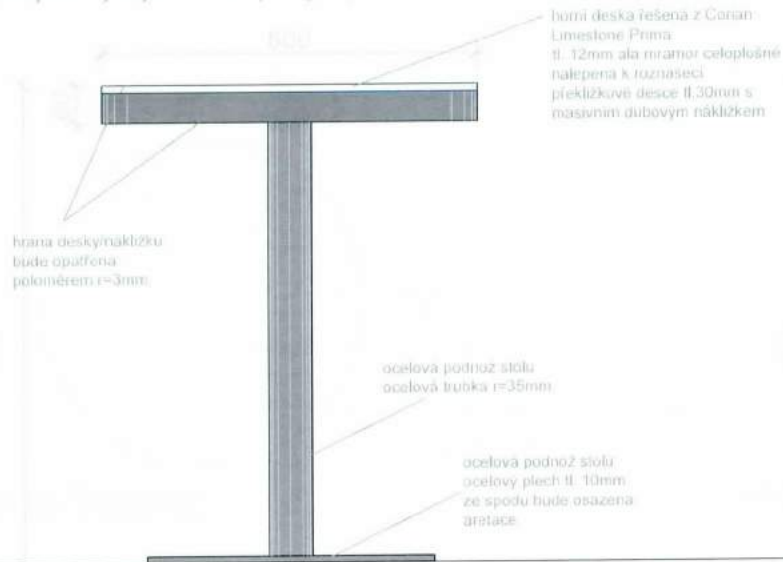 600
horní deska řešena z Corian
Limestone Prima
tl. 12mm ala mramor celoplošně
nalepena k roznášecí
překližkové desce tl.30mm s
masivním dubovým nákližkem
hrana desky/nákližku
bude opatřena
poloměrem r=3mm
ocelová podnož stolu
ocelová trubka r=35mm
ocelová podnož stolu
ocelový plech tl. 10mm
ze spodu bude osazena
aretace